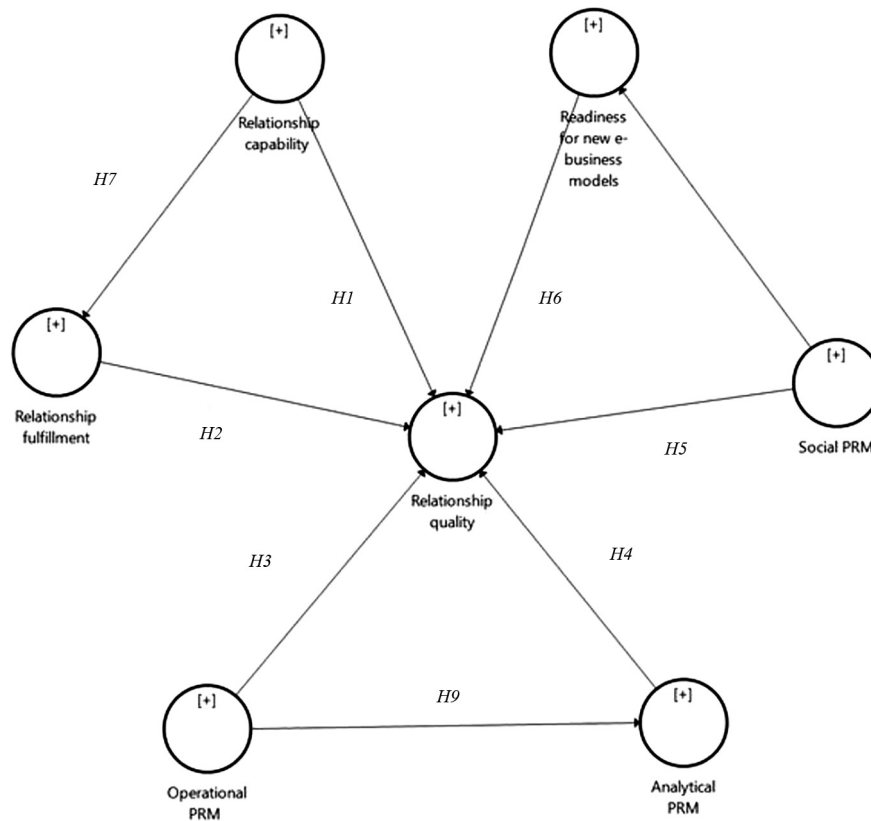 [+]
Relationship
capability
[+]
Readiness
for new e-
business
models
H7
H1
H6
[+]
Relationship
fulfillment
[+]
Social PRM
H2
[+]
Relationship
quality
H5
H3
H4
[+]
Operational
PRM
H9
[+]
Analytical
PRM